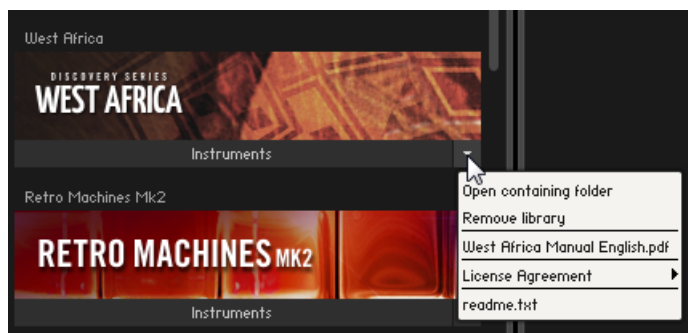 West Africa
DISCOVERY SERIES
WEST AFRICA
Instruments
Open containing folder
Remove library
West Africa Manual English.pdf
License Agreement
readme.txt
Retro Machines Mk2
RETRO MACHINES MK2
Instruments